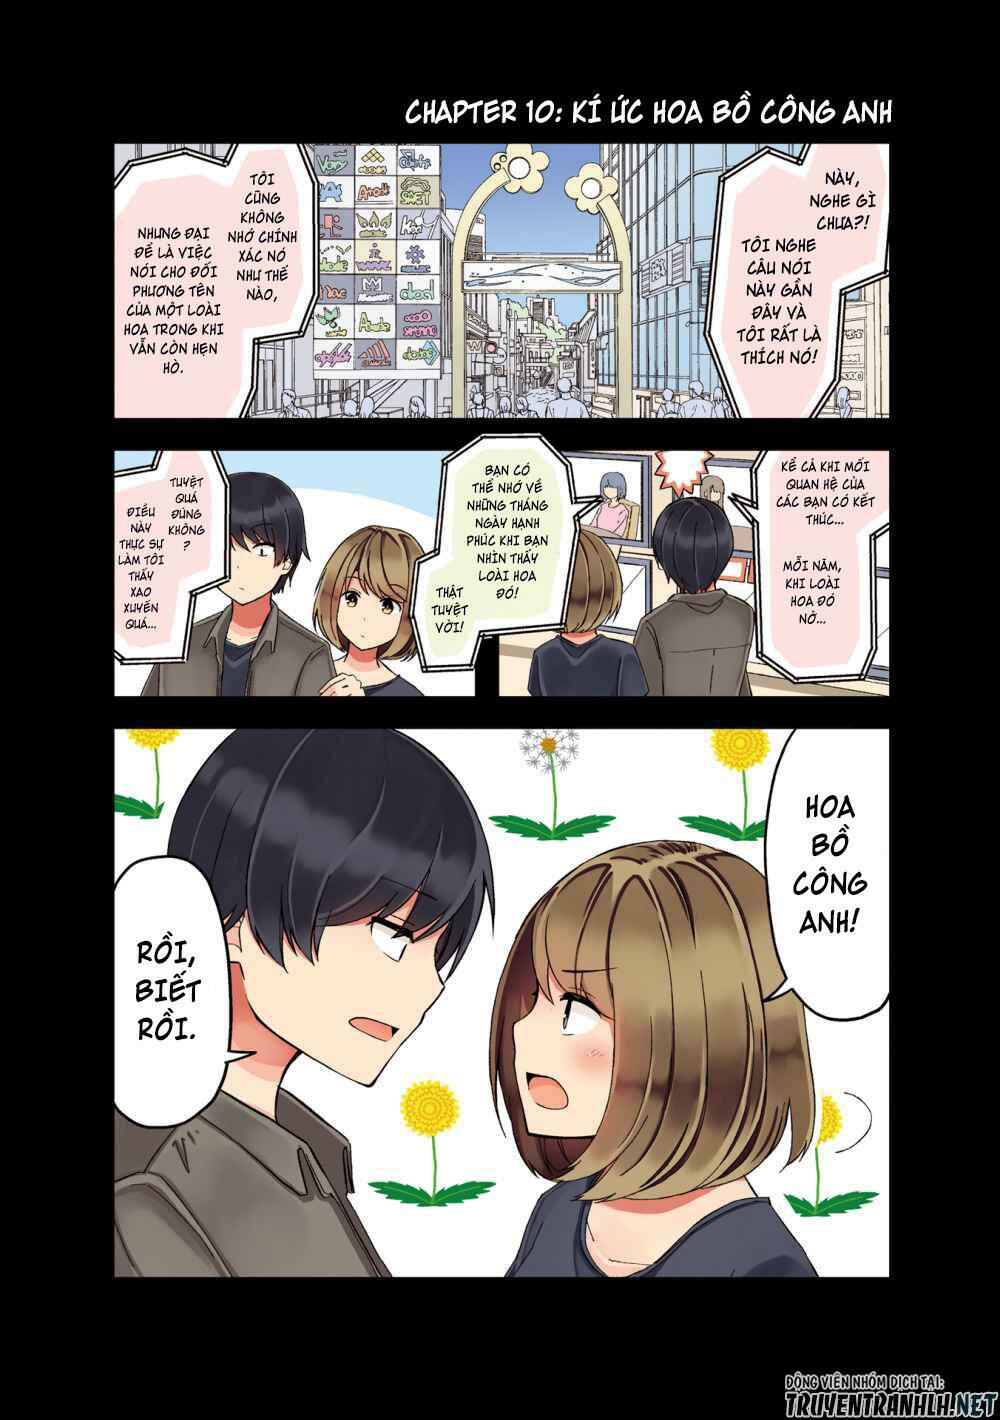 CHAPTER 10: KÍ ỨC HOA BỒ CÔNG ANH
NÀY,
NGHE GÌ
CHƯA?!
TÔI NGHE
CÂU NÓI
NÀY GẦN
ĐÂY VÀ
TÔI RẤT LÀ
THÍCH NÓ!
TÔI
CŨNG
KHÔNG
NHỚ CHÍNH
XÁC NÓ
NHƯ THẾ
NÀO,
NHƯNG ĐẠI
ĐỂ LÀ VIỆC
NÓI CHO ĐỐI
PHƯƠNG TÊN
CỦA MỘT LOÀI
HOA TRONG KHI
VẪN CÒN HẸN
HÒ.
KỂ CẢ KHI MỐI
QUAN HỆ CỦA
CÁC BẠN CÓ KẾT
THÚC...
MỖI NĂM,
KHI LOÀI
HOA ĐÓ
NỞ...
BẠN CÓ
THỂ NHỚ VỀ
NHỮNG THÁNG
NGÀY HẠNH
PHÚC KHI BẠN
NHÌN THẤY
LOÀI HOA
ĐÓ!
THẬT
TUYỆT
VỜI!
TUYỆT
QUÁ
ĐÚNG
KHÔNG
?
ĐIỀU
NÀY
THỰC SỰ
LÀM TÔI
THẤY
XAO
XUYẾN
QUÁ...
HOA
BỒ
CÔNG
ANH!
RỒI,
BIẾT
RỒI.
ĐỘNG VIÊN NHÓM DỊCH TẠI:
TRUYENTRANHLH.NET